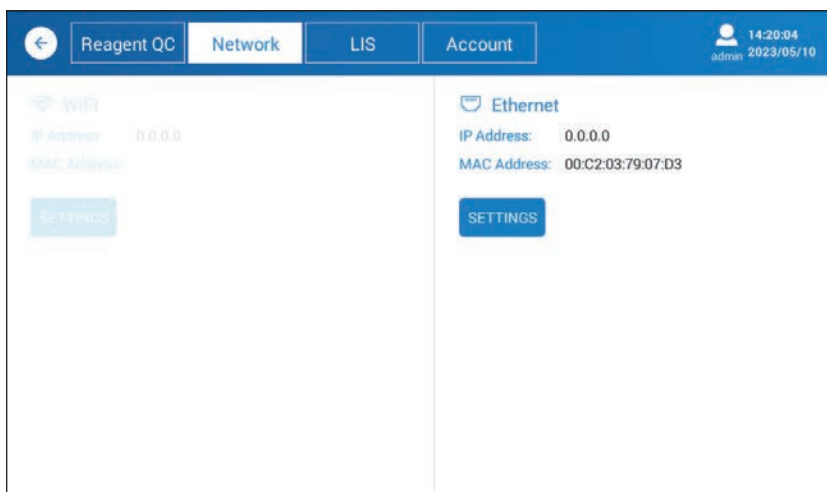 Reagent QC
Network
LIS
Account
14:20:04
admin 2023/05/10
WiFi
IP Address: 0.0.0.0
MAC Address:
SETTINGS
Ethernet
IP Address: 0.0.0.0
MAC Address: 00:C2:03:79:07:D3
SETTINGS